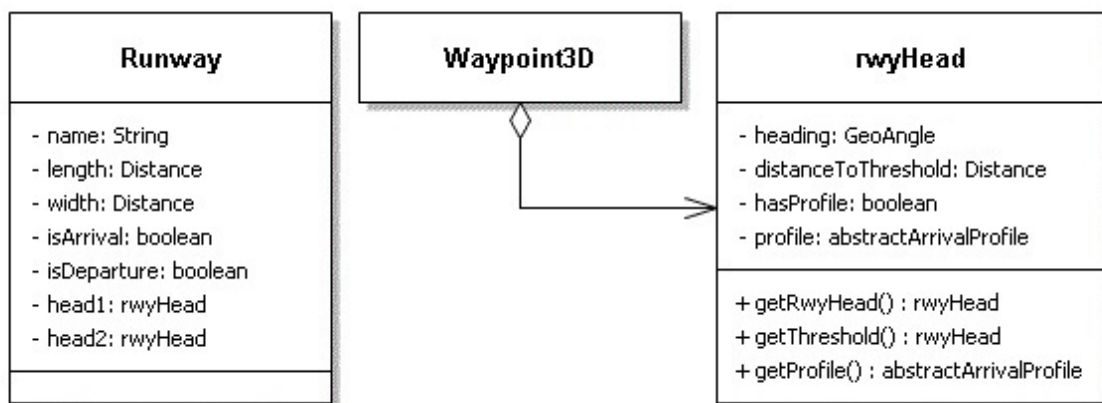 Runway
- name: String
- length: Distance
- width: Distance
- isArrival: boolean
- isDeparture: boolean
- head1: rwyHead
- head2: rwyHead
Waypoint3D
rwyHead
- heading: GeoAngle
- distanceToThreshold: Distance
- hasProfile: boolean
- profile: abstractArrivalProfile
+ getRwyHead() : rwyHead
+ getThreshold() : rwyHead
+ getProfile() : abstractArrivalProfile